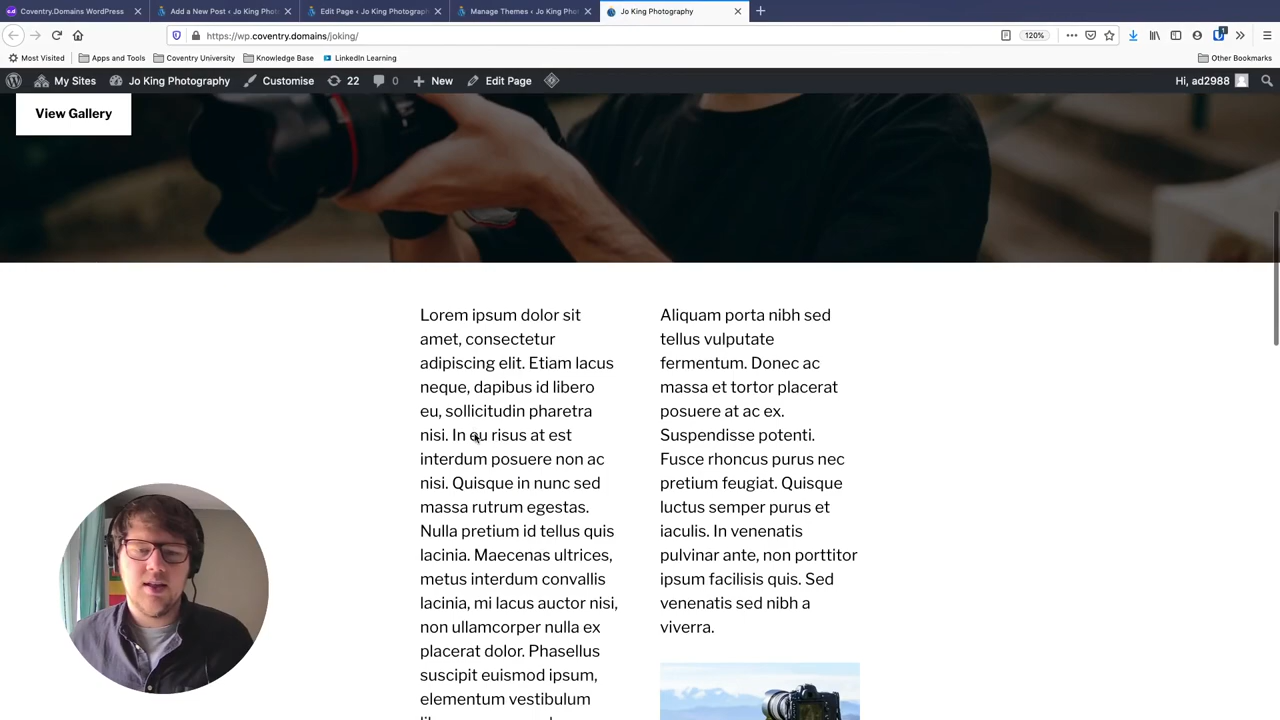 Coventry.Domains WordPress
Add a New Post ‹ Jo King Phot
Edit Page ‹ Jo King Photograph
Manage Themes ‹ Jo King Phot
Jo King Photography
https://wp.coventry.domains/joking/
120%
Most Visited
Apps and Tools
Coventry University
Knowledge Base
LinkedIn Learning
Other Bookmarks
My Sites
Jo King Photography
Customise
22
0
New
Edit Page
Hi, ad2988
View Gallery
Lorem ipsum dolor sit
amet, consectetur
adipiscing elit. Etiam lacus
neque, dapibus id libero
eu, sollicitudin pharetra
nisi. In eu risus at est
interdum posuere non ac
nisi. Quisque in nunc sed
massa rutrum egestas.
Nulla pretium id tellus quis
lacinia. Maecenas ultrices,
metus interdum convallis
lacinia, mi lacus auctor nisi,
non ullamcorper nulla ex
placerat dolor. Phasellus
suscipit euismod ipsum,
elementum vestibulum
Aliquam porta nibh sed
tellus vulputate
fermentum. Donec ac
massa et tortor placerat
posuere at ac ex.
Suspendisse potenti.
Fusce rhoncus purus nec
pretium feugiat. Quisque
luctus semper purus et
iaculis. In venenatis
pulvinar ante, non porttitor
ipsum facilisis quis. Sed
venenatis sed nibh a
viverra.